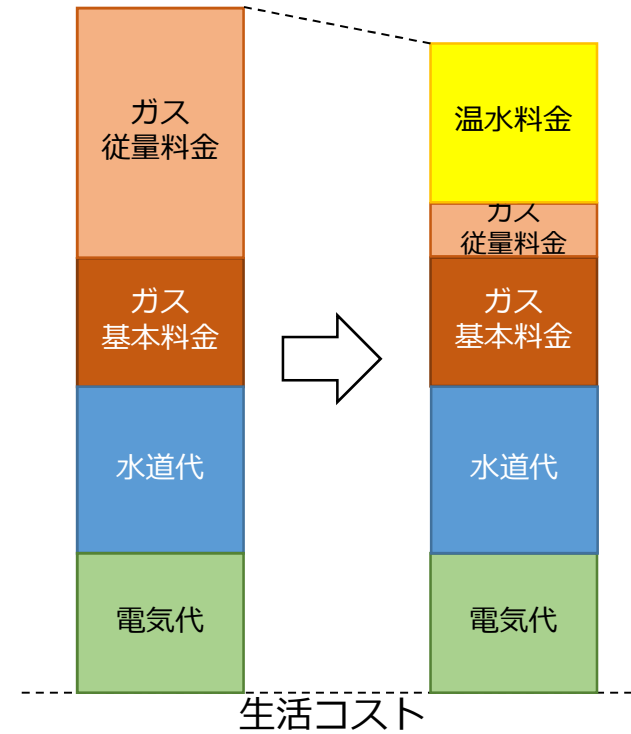 ガス
従量料金
ガス
基本料金
水道代
電気代
温水料金
ガス
従量料金
ガス
基本料金
水道代
電気代
生活コスト